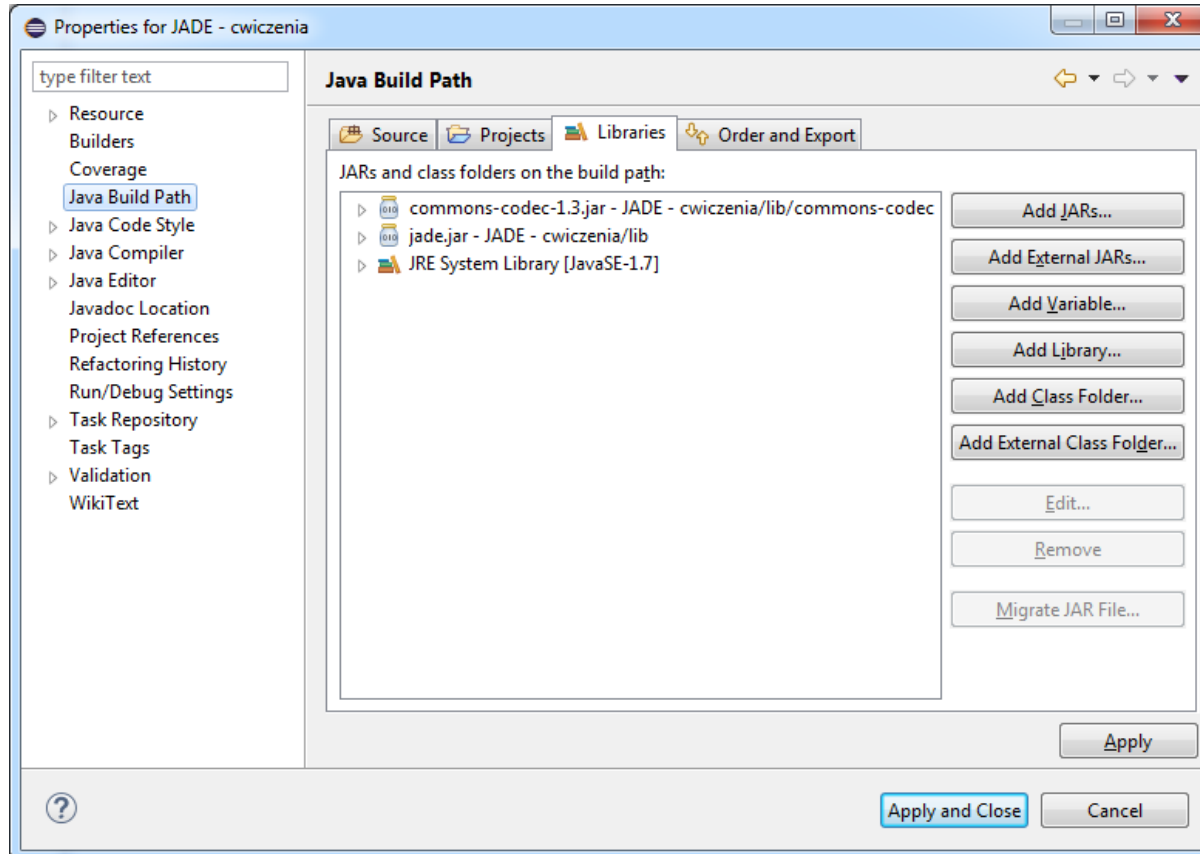 Properties for JADE - cwiczenia
type filter text
Resource
Builders
Coverage
Java Build Path
Java Code Style
Java Compiler
Java Editor
Javadoc Location
Project References
Refactoring History
Run/Debug Settings
Task Repository
Task Tags
Validation
WikiText
Java Build Path
Source
Projects
Libraries
Order and Export
JARs and class folders on the build path:
commons-codec-1.3.jar - JADE - cwiczenia/lib/commons-codec
jade.jar - JADE - cwiczenia/lib
JRE System Library [JavaSE-1.7]
Add JARs...
Add External JARs...
Add Variable...
Add Library...
Add Class Folder...
Add External Class Folder...
Edit...
Remove
Migrate JAR File...
Apply
Apply and Close
Cancel